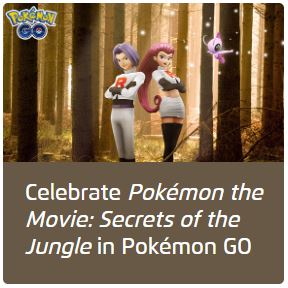 Pokémon
GO
R
Celebrate Pokémon the
Movie: Secrets of the
Jungle in Pokémon GO